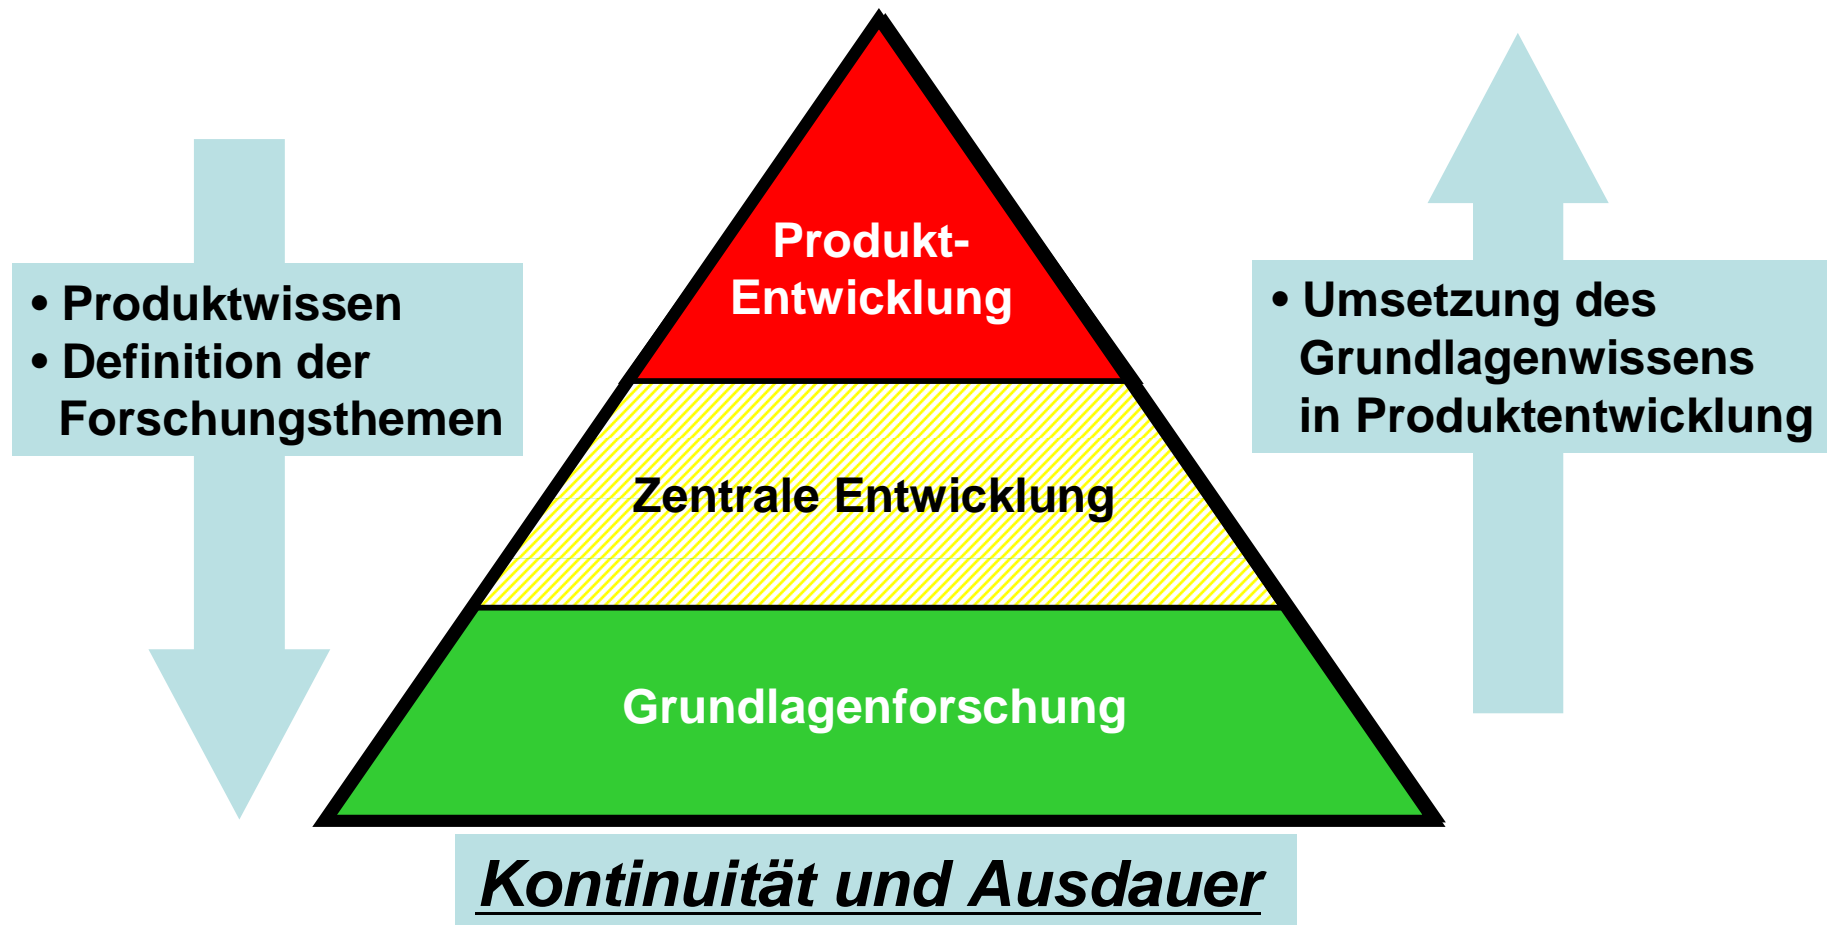 Produkt-
Entwicklung
• Produktwissen
• Definition der
Forschungsthemen
• Umsetzung des
Grundlagenwissens
in Produktentwicklung
Zentrale Entwicklung
Grundlagenforschung
Kontinuität und Ausdauer